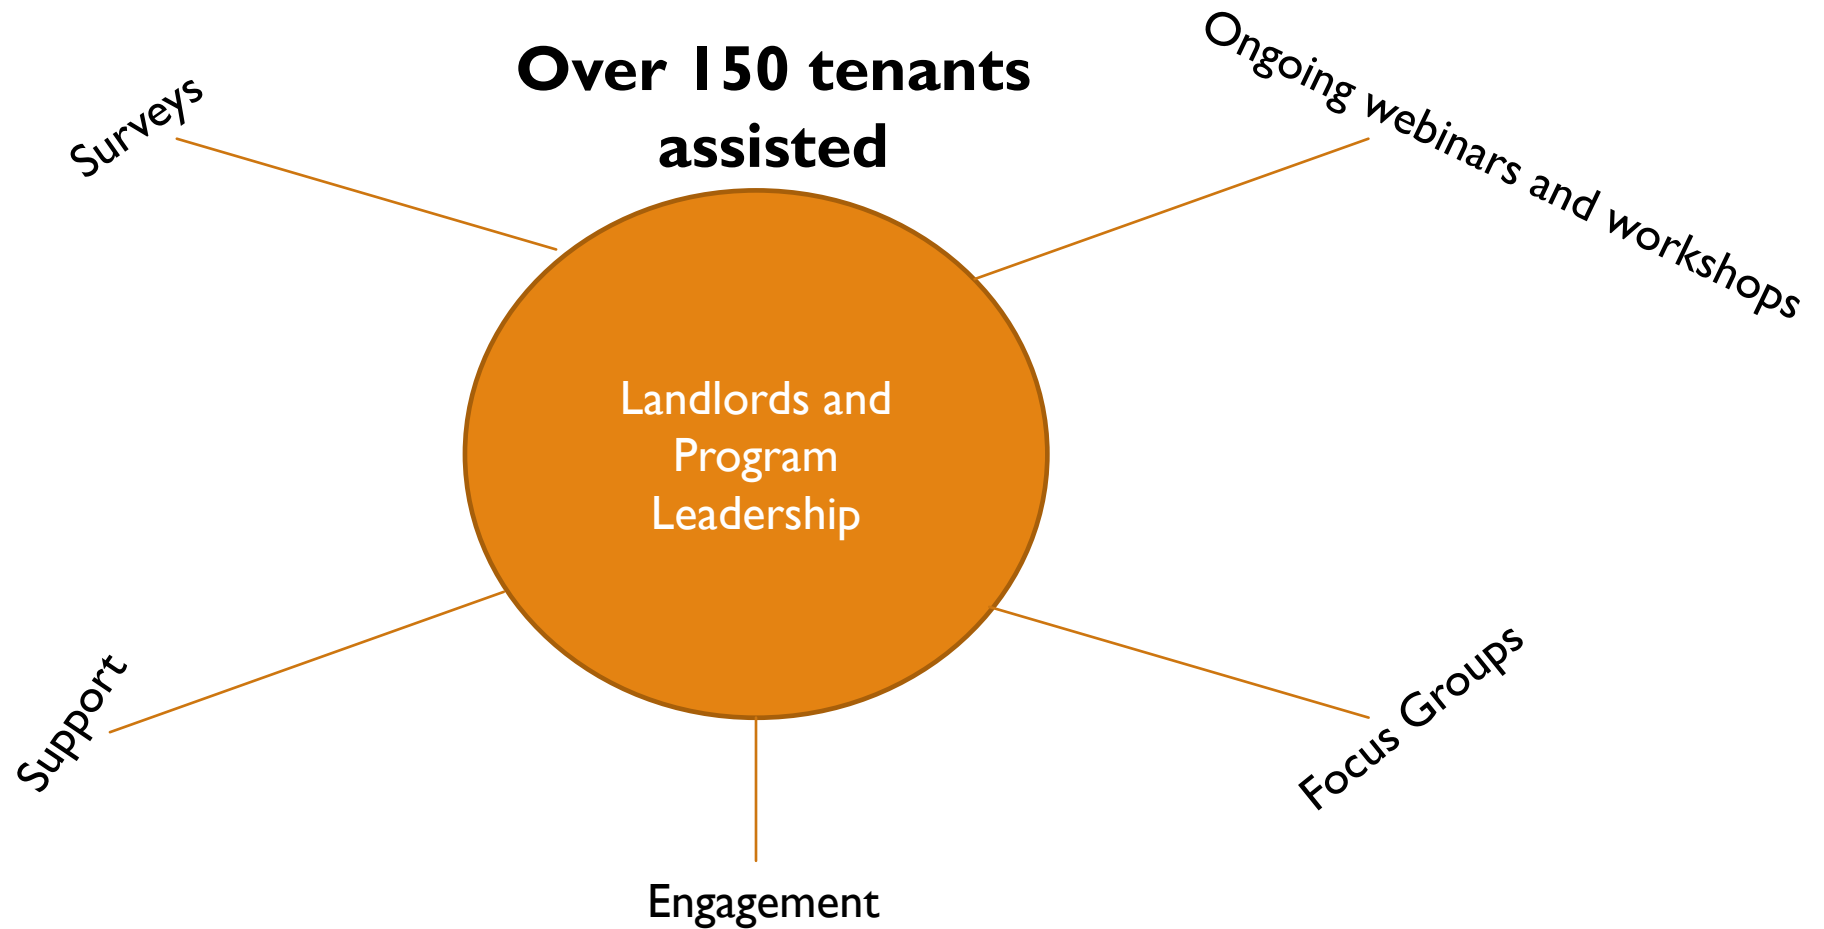 Over 150 tenants
assisted
Surveys
Ongoing webinars and workshops
Landlords and
Program
Leadership
Support
Focus Groups
Engagement